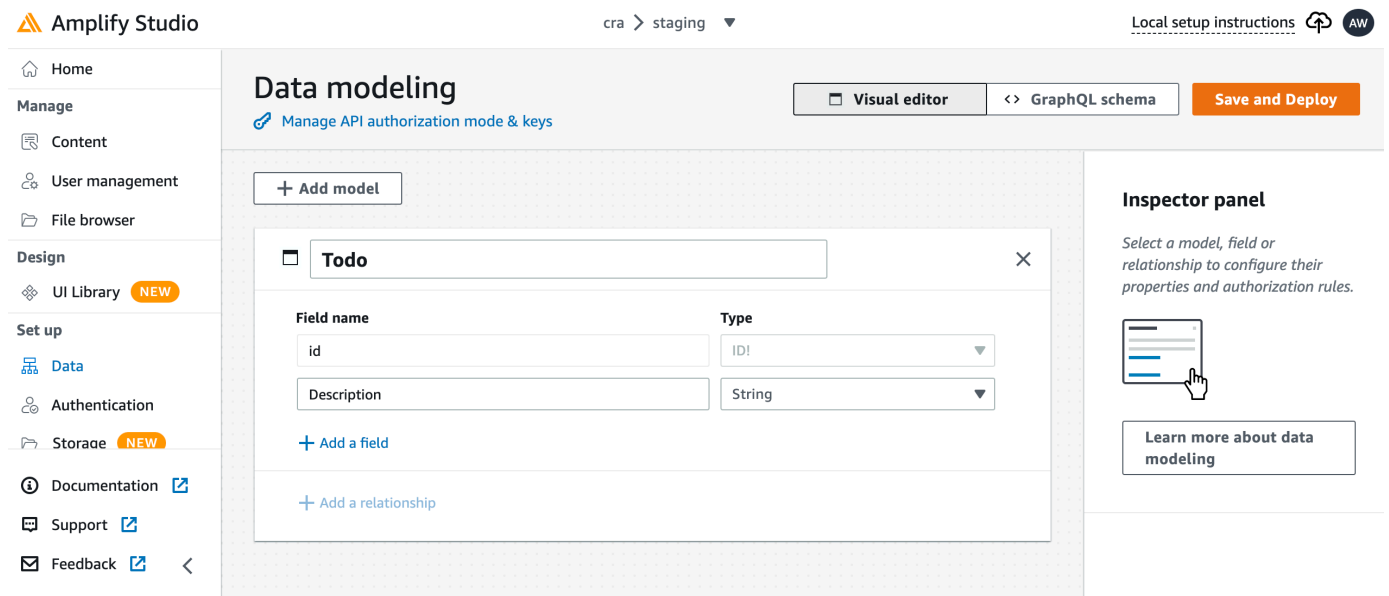 Amplify Studio
cra > staging ▼
Local setup instructions
AW
Home
Manage
Content
User management
File browser
Design
UI Library NEW
Set up
Data
Authentication
Storage NEW
Documentation
Support
Feedback
Data modeling
Manage API authorization mode & keys
Visual editor
<> GraphQL schema
Save and Deploy
+ Add model
Todo
Field name Type
id ID!
Description String
+ Add a field
+ Add a relationship
Inspector panel
Select a model, field or
relationship to configure their
properties and authorization rules.
Learn more about data
modeling